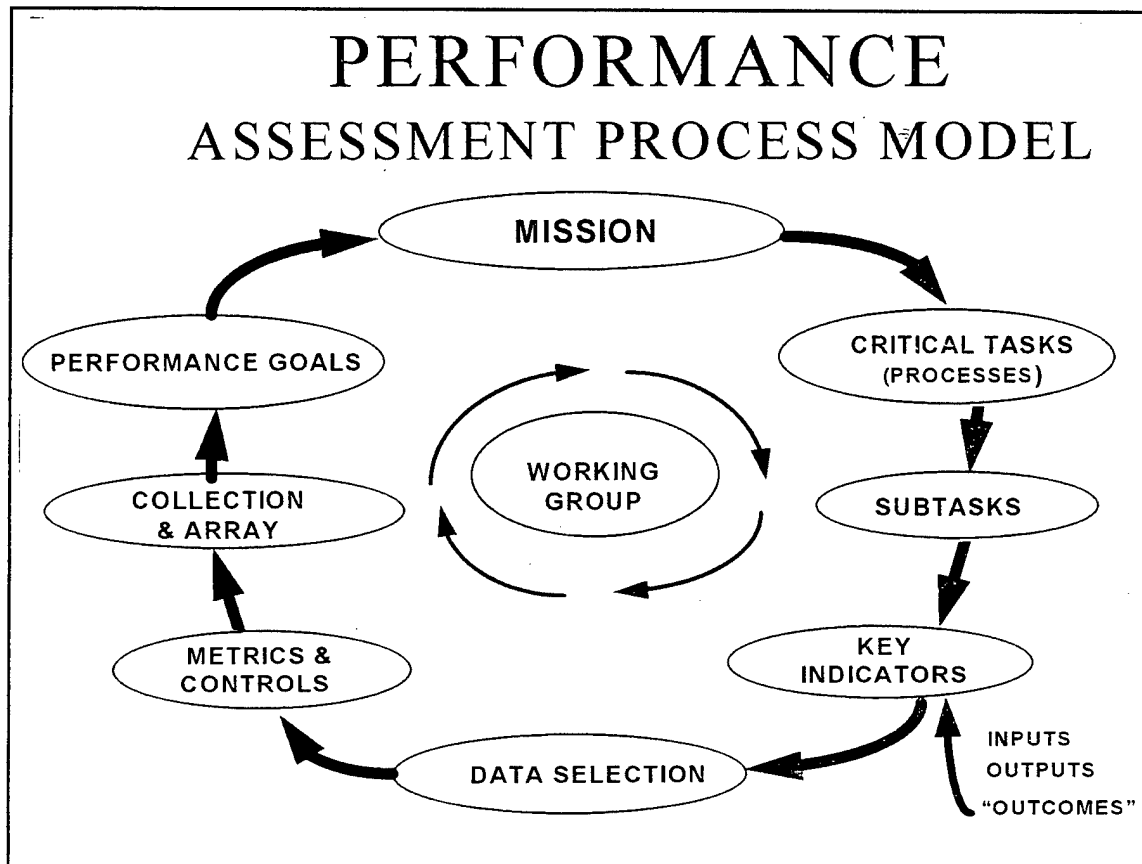 PERFORMANCE
ASSESSMENT PROCESS MODEL
MISSION
CRITICAL TASKS
(PROCESSES)
SUBTASKS
KEY
INDICATORS
INPUTS
OUTPUTS
“OUTCOMES”
DATA SELECTION
METRICS &
CONTROLS
COLLECTION
& ARRAY
PERFORMANCE GOALS
WORKING
GROUP